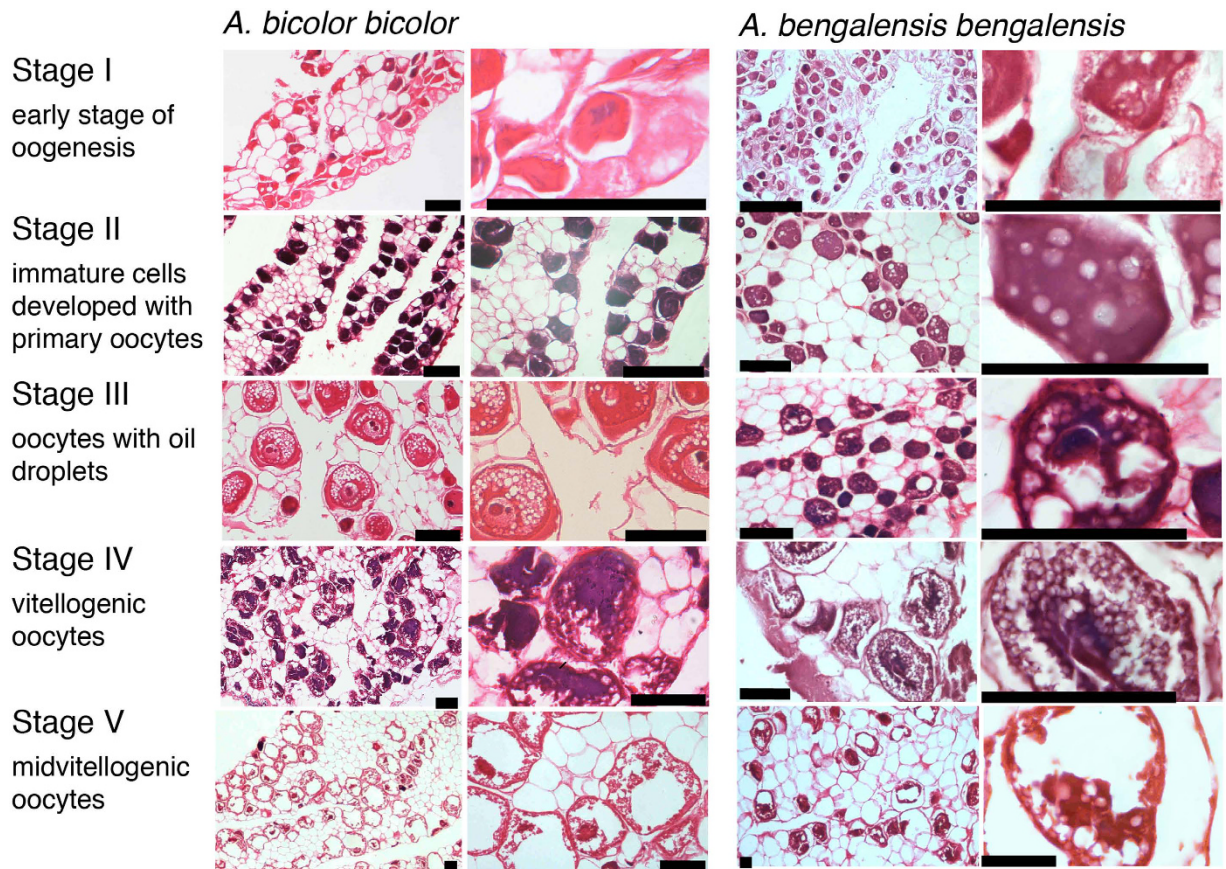 A. bicolor bicolor
A. bengalensis bengalensis
Stage I
early stage of
oogenesis
Stage II
immature cells
developed with
primary oocytes
Stage III
oocytes with oil
droplets
Stage IV
vitellogenic
oocytes
Stage V
midvitellogenic
oocytes